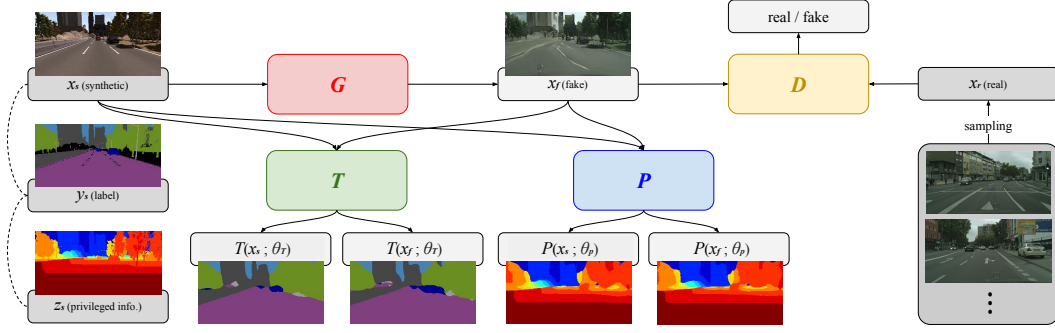 real / fake
xs (synthetic)
G
xf (fake)
D
xr (real)
sampling
ys (label)
T
P
T(xs ; θT)
T(xf ; θT)
P(xs ; θp)
P(xf ; θp)
zs (privileged info.)